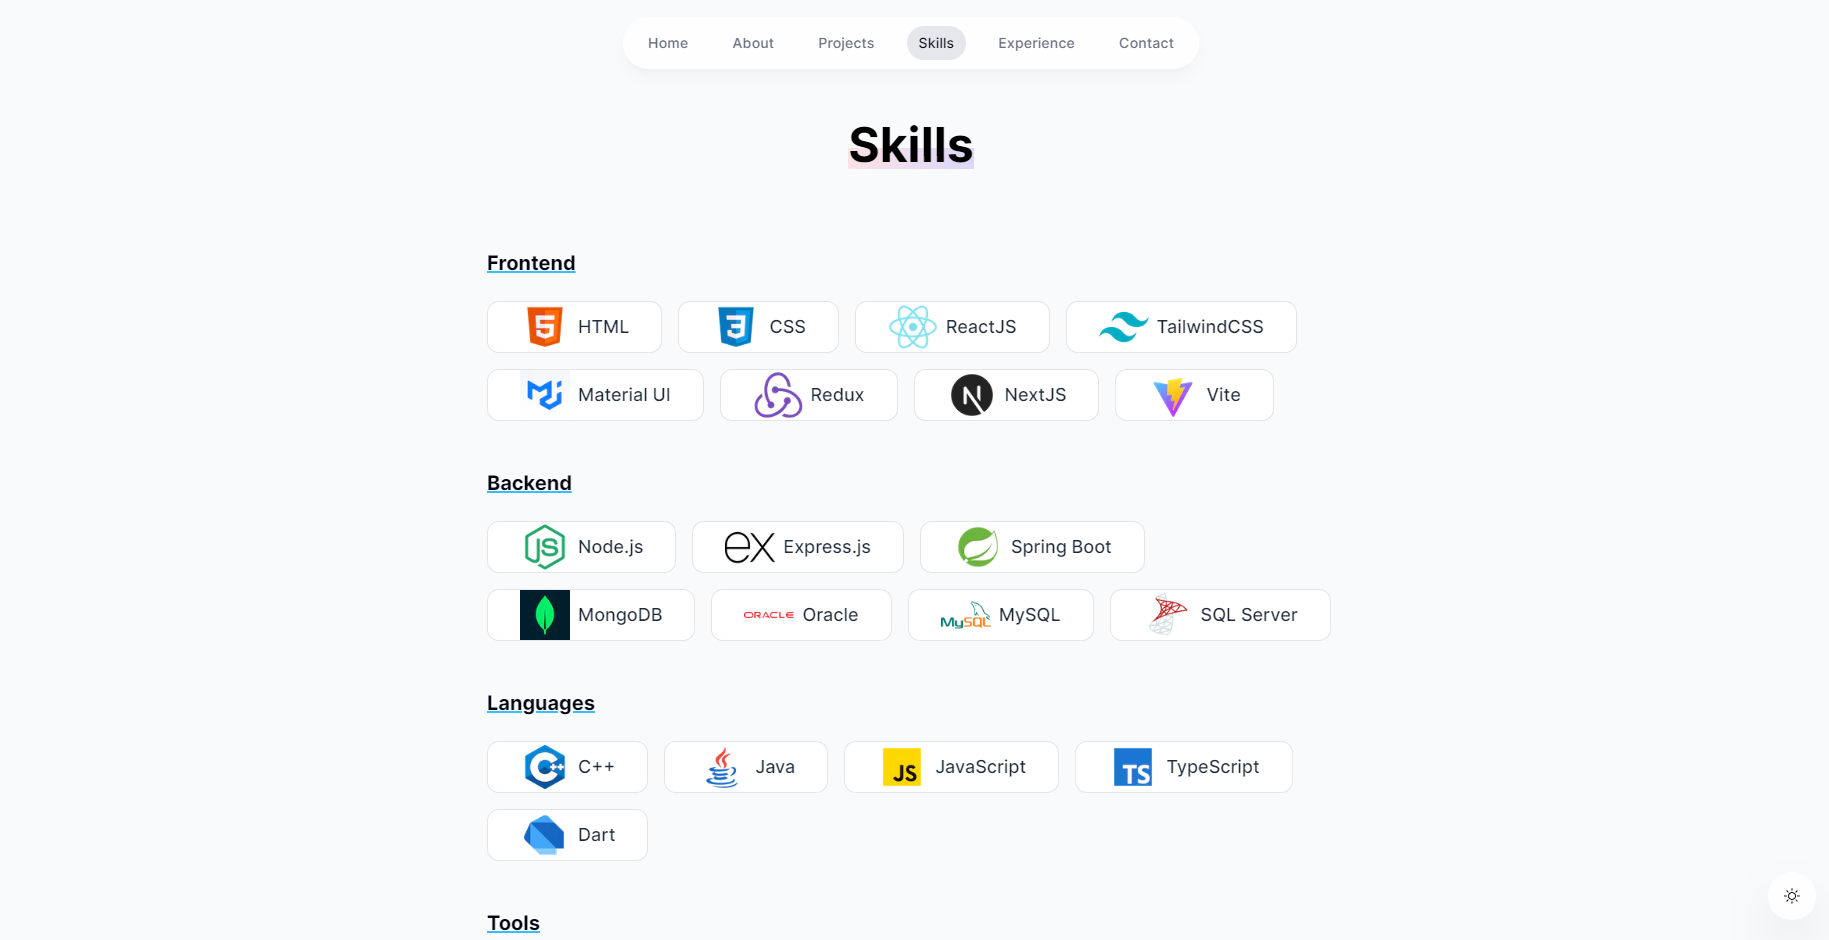 Home About Projects Skills Experience Contact
Skills
Frontend
HTML CSS ReactJS TailwindCSS
Material UI Redux NextJS Vite
Backend
JS Node.js ex Express.js Spring Boot
MongoDB ORACLE Oracle MySQL MySQL SQL Server
Languages
C++ C++ Java JS JavaScript TS TypeScript
Dart
Tools